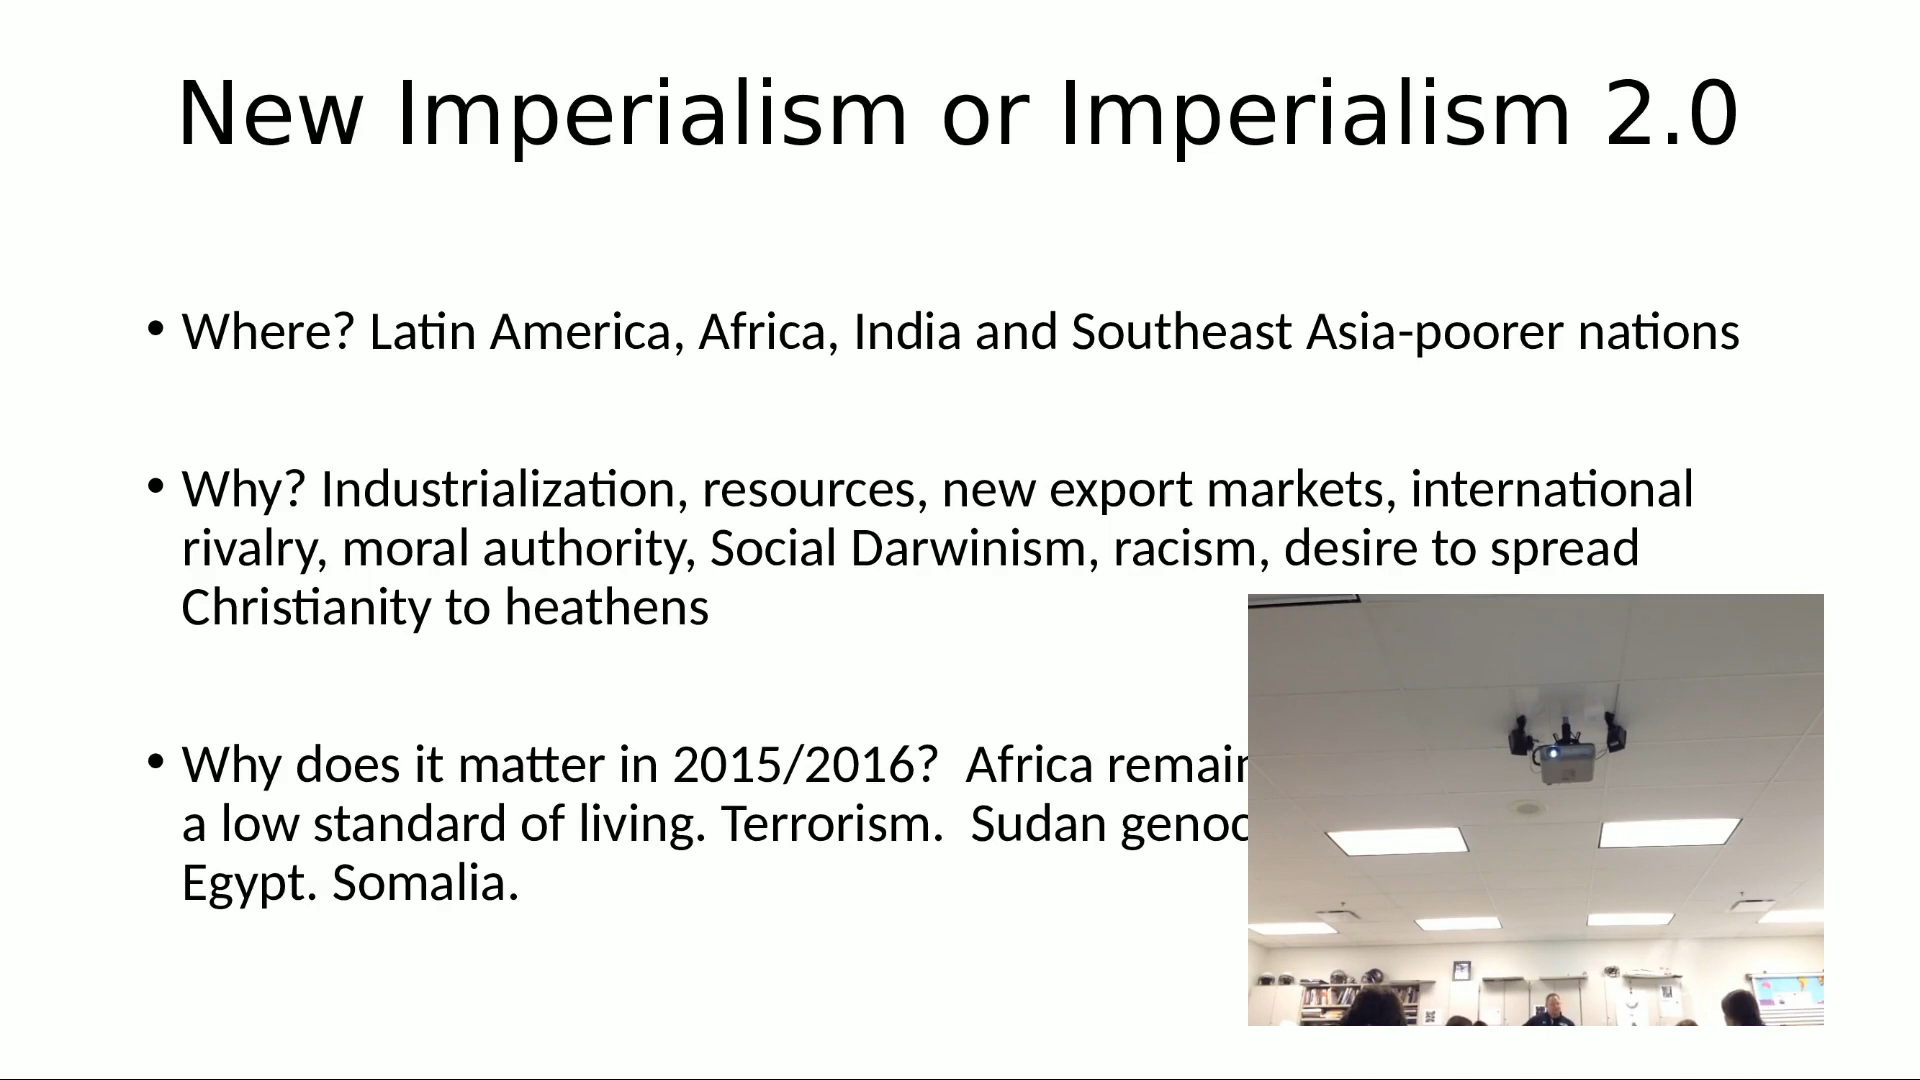 New Imperialism or Imperialism 2.0
• Where? Latin America, Africa, India and Southeast Asia-poorer nations
• Why? Industrialization, resources, new export markets, international
rivalry, moral authority, Social Darwinism, racism, desire to spread
Christianity to heathens
• Why does it matter in 2015/2016?  Africa
a low standard of living. Terrorism.  Sudan
Egypt. Somalia.